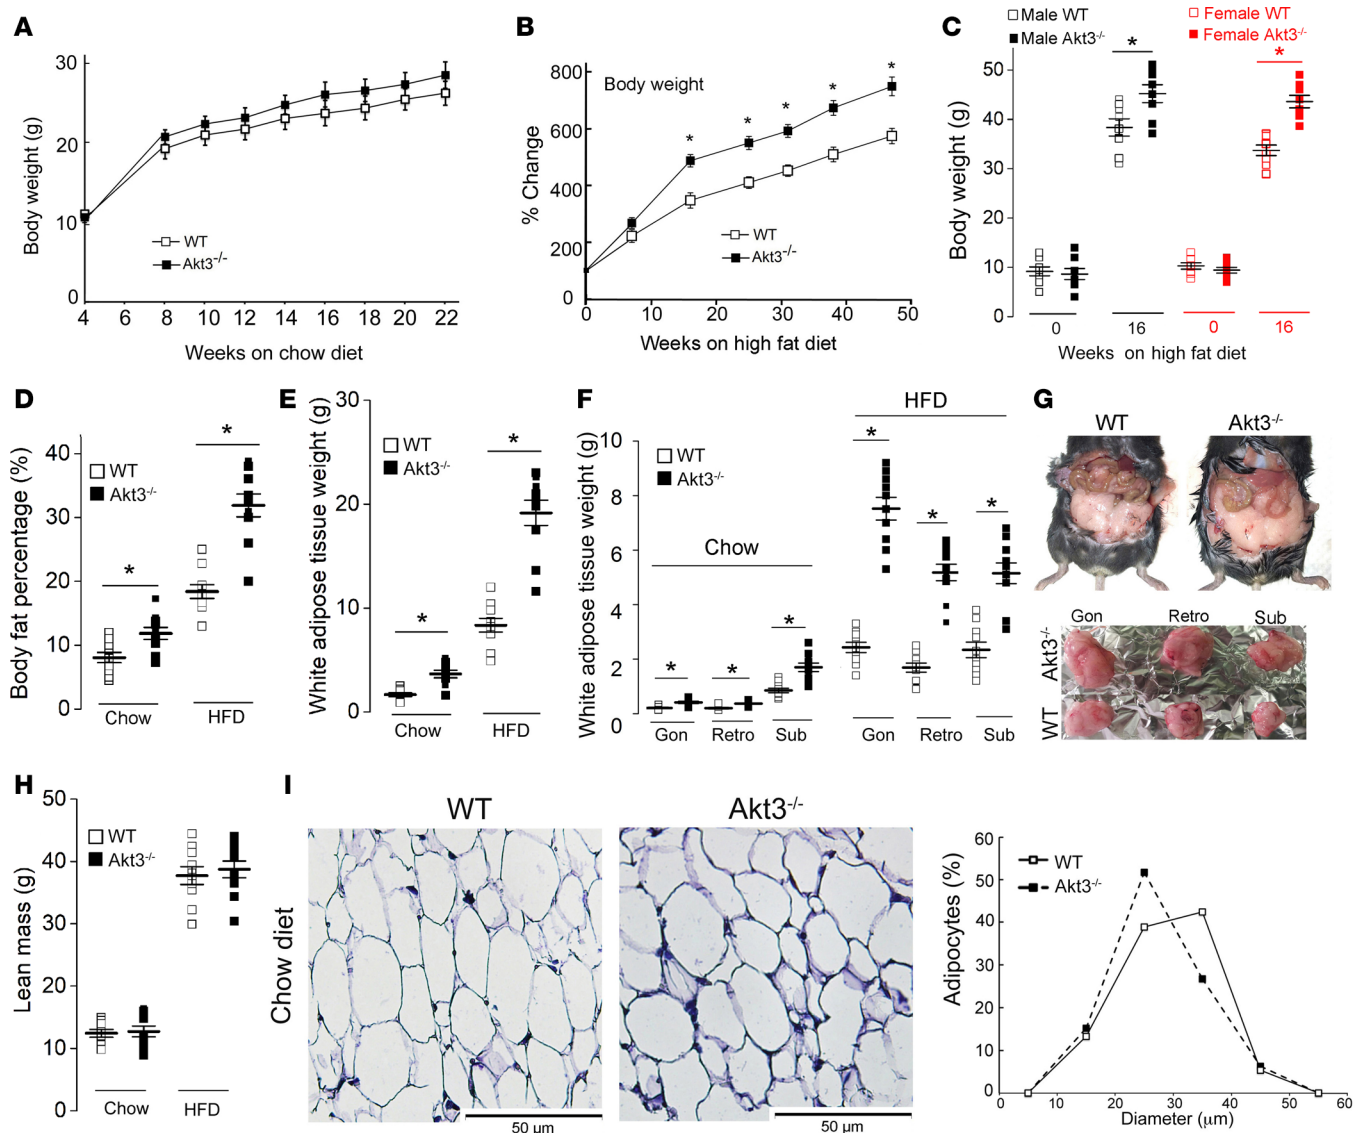 A
Body weight (g)
30
20
10
0
WT
Akt3-/-
4 6 8 10 12 14 16 18 20 22
Weeks on chow diet
B
% Change
800
600
400
200
0
Body weight
* * * * *
WT
Akt3-/-
0 10 20 30 40 50
Weeks on high fat diet
C
Male WT
Male Akt3-/-
Female WT
Female Akt3-/-
Body weight (g)
50
40
30
20
10
0
* *
0 16 0 16
Weeks on high fat diet
D
Body fat percentage (%)
40
30
20
10
0
WT
Akt3-/-
* *
Chow HFD
E
White adipose tissue weight (g)
30
20
10
0
WT
Akt3-/-
* *
Chow HFD
F
White adipose tissue weight (g)
10
8
6
4
2
0
WT
Akt3-/-
Chow
HFD
* * * * * *
Gon Retro Sub Gon Retro Sub
G
WT Akt3-/-
Gon Retro Sub
Akt3-/-
WT
H
Lean mass (g)
50
40
30
20
10
0
WT
Akt3-/-
Chow HFD
I
WT Akt3-/-
Chow diet
50 µm 50 µm
Adipocytes (%)
60
50
40
30
20
10
0
WT
Akt3-/-
0 10 20 30 40 50 60
Diameter (µm)